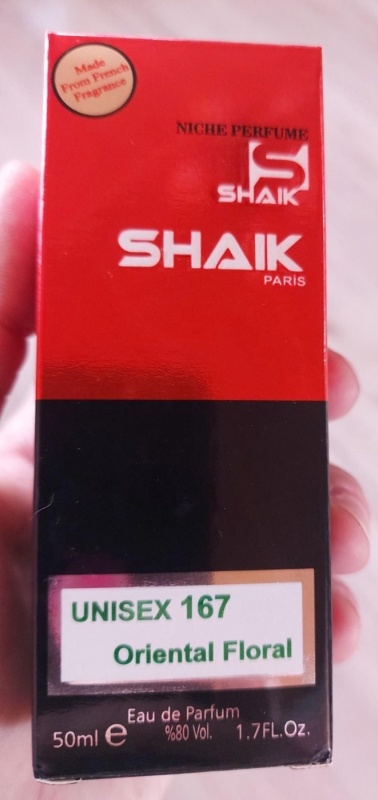 Made
From French
Fragrance
NICHE PERFUME
S
SHAIK
SHAIK
PARİS
UNISEX 167
Oriental Floral
Eau de Parfum
50ml e %80 Vol. 1.7FL.Oz.